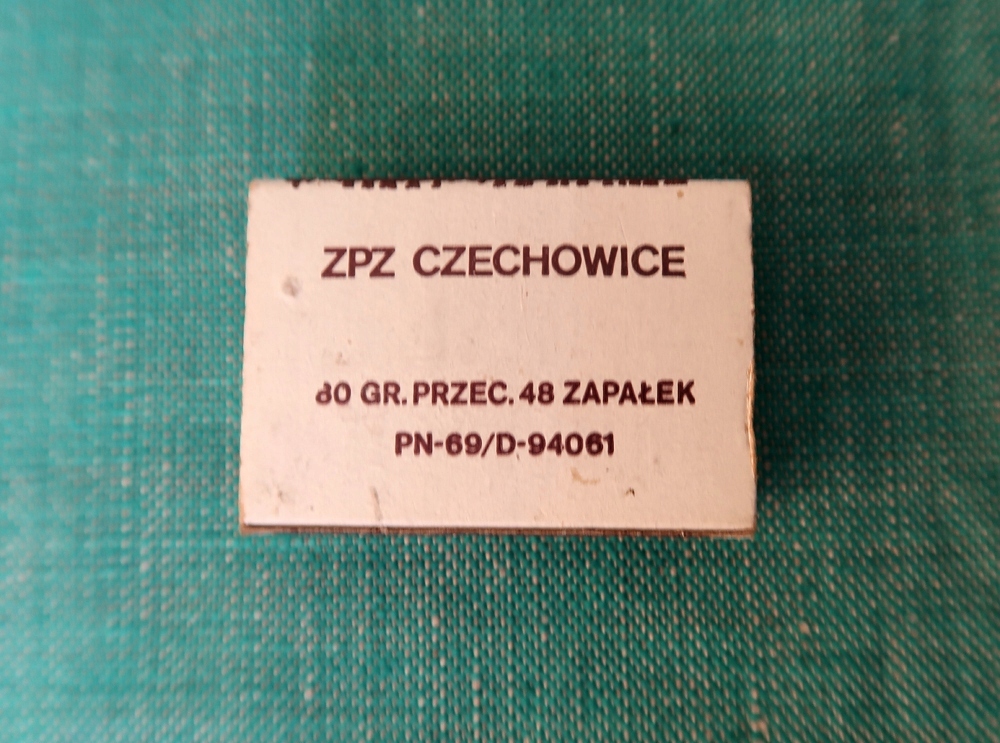 ZPZ CZECHOWICE
80 GR. PRZEC. 48 ZAPAŁEK
PN-69/D-94061